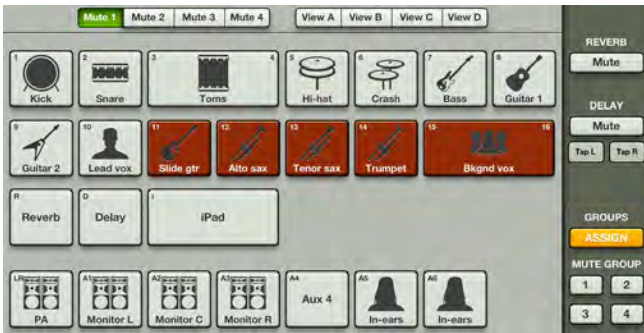 Mute 1 Mute 2 Mute 3 Mute 4 View A View B View C View D
REVERB
Mute
1 2 3 4 5 6 7 8
Kick Snare Toms Hi-hat Crash Bass Guitar 1
DELAY
Mute
Tap L Tap R
9 10 11 12 13 14 15 16
Guitar 2 Lead vox Slide gtr Alto sax Tenor sax Trumpet Bkgnd vox
R D I
Reverb Delay iPad
GROUPS
ASSIGN
MUTE GROUP
1 2
3 4
LR A1 A2 A3 A4 A5 A6
PA Monitor L Monitor C Monitor R Aux 4 In-ears In-ears